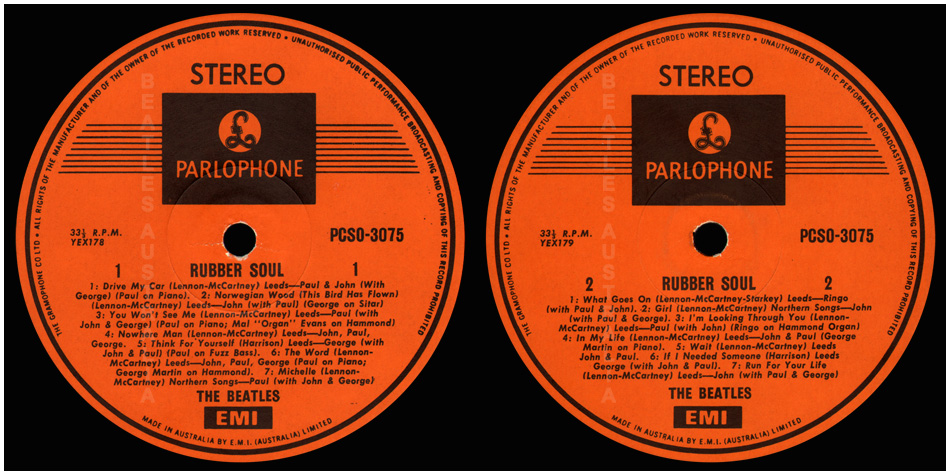 THE GRAMOPHONE CO LTD • ALL RIGHTS OF THE MANUFACTURER AND OF THE OWNER OF THE RECORDED WORK RESERVED • UNAUTHORISED PUBLIC PERFORMANCE BROADCASTING AND COPYING OF THIS RECORD PROHIBITED
STEREO
£
PARLOPHONE
33⅓ R.P.M.
YEX178
PCSO-3075
1 RUBBER SOUL 1
1: Drive My Car (Lennon-McCartney) Leeds—Paul & John (With
George) (Paul on Piano). 2: Norwegian Wood (This Bird Has Flown)
(Lennon-McCartney) Leeds—John (with Paul) (George on Sitar)
3: You Won't See Me (Lennon-McCartney) Leeds—Paul (with
John & George) (Paul on Piano; Mal "Organ" Evans on Hammond)
4: Nowhere Man (Lennon-McCartney) Leeds—John, Paul,
George. 5: Think For Yourself (Harrison) Leeds—George (with
John & Paul) (Paul on Fuzz Bass). 6: The Word (Lennon-
McCartney) Leeds—John, Paul, George (Paul on Piano;
George Martin on Hammond). 7: Michelle (Lennon-
McCartney) Northern Songs—Paul (with John & George)
THE BEATLES
EMI
MADE IN AUSTRALIA BY E.M.I. (AUSTRALIA) LIMITED
BEATLES AUSTRALIA
THE GRAMOPHONE CO LTD • ALL RIGHTS OF THE MANUFACTURER AND OF THE OWNER OF THE RECORDED WORK RESERVED • UNAUTHORISED PUBLIC PERFORMANCE BROADCASTING AND COPYING OF THIS RECORD PROHIBITED
STEREO
£
PARLOPHONE
33⅓ R.P.M.
YEX179
PCSO-3075
2 RUBBER SOUL 2
1: What Goes On (Lennon-McCartney-Starkey) Leeds—Ringo
(with Paul & John). 2: Girl (Lennon-McCartney) Northern Songs—John
(with Paul & George). 3: I'm Looking Through You (Lennon-
McCartney) Leeds—Paul (with John) (Ringo on Hammond Organ)
4: In My Life (Lennon-McCartney) Leeds—John & Paul (George
Martin on Piano). 5: Wait (Lennon-McCartney) Leeds
John & Paul. 6: If I Needed Someone (Harrison) Leeds
George (with John & Paul). 7: Run For Your Life
(Lennon-McCartney) Leeds—John (with Paul & George)
THE BEATLES
EMI
MADE IN AUSTRALIA BY E.M.I. (AUSTRALIA) LIMITED
BEATLES AUSTRALIA